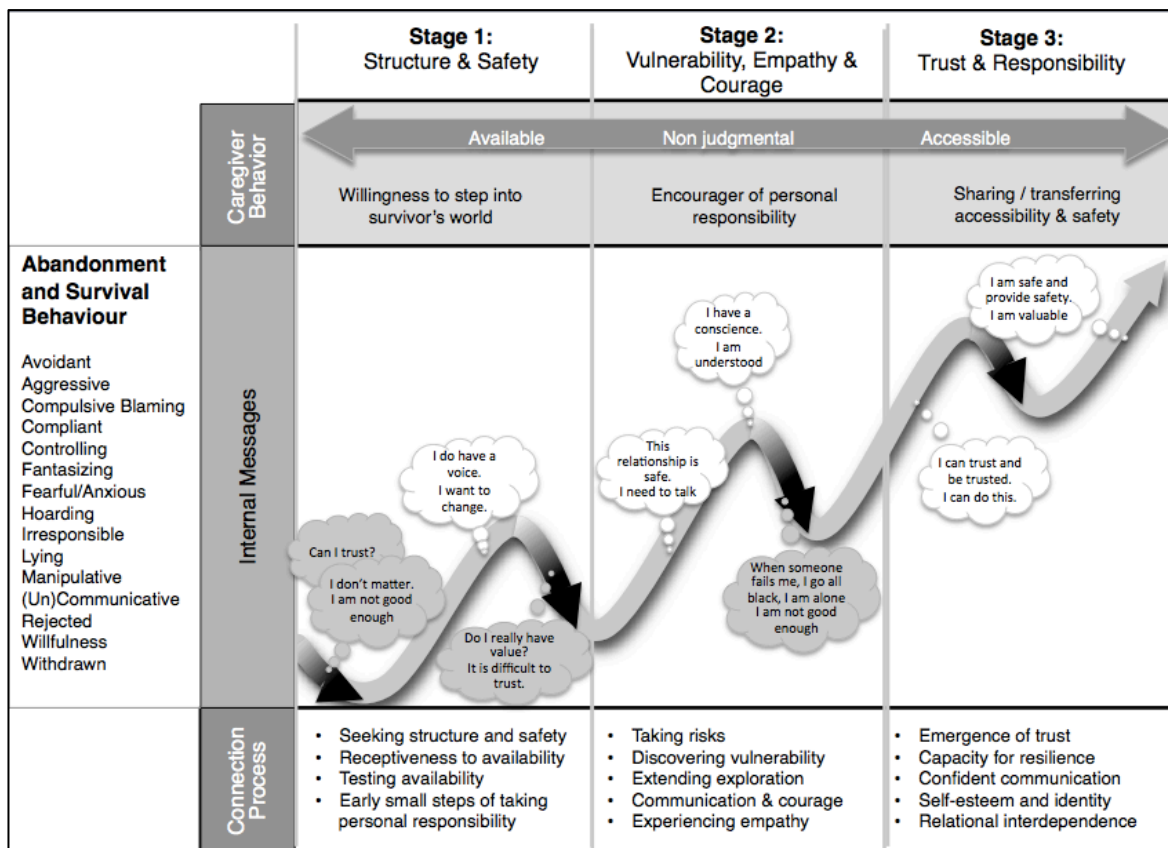 Stage 1:
Structure & Safety
Stage 2:
Vulnerability, Empathy &
Courage
Stage 3:
Trust & Responsibility
Caregiver
Behavior
Available
Non judgmental
Accessible
Willingness to step into
survivor's world
Encourager of personal
responsibility
Sharing / transferring
accessibility & safety
Abandonment
and Survival
Behaviour
Avoidant
Aggressive
Compulsive Blaming
Compliant
Controlling
Fantasizing
Fearful/Anxious
Hoarding
Irresponsible
Lying
Manipulative
(Un)Communicative
Rejected
Willfulness
Withdrawn
Internal Messages
Can I trust?
I don't matter.
I am not good
enough
I do have a
voice.
I want to
change.
Do I really have
value?
It is difficult to
trust.
This
relationship is
safe.
I need to talk
I have a
conscience.
I am
understood
When someone
fails me, I go all
black, I am alone
I am not good
enough
I am safe and
provide safety.
I am valuable
I can trust and
be trusted.
I can do this.
Connection
Process
• Seeking structure and safety
• Receptiveness to availability
• Testing availability
• Early small steps of taking
personal responsibility
• Taking risks
• Discovering vulnerability
• Extending exploration
• Communication & courage
• Experiencing empathy
• Emergence of trust
• Capacity for resilience
• Confident communication
• Self-esteem and identity
• Relational interdependence